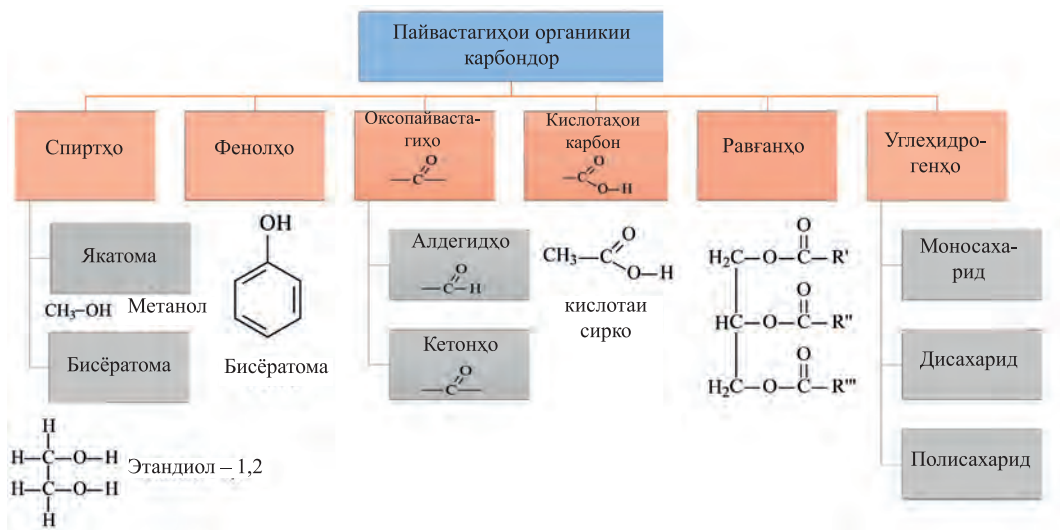 Пайвастагиҳои органикии
карбондор
Спиртҳо
Фенолҳо
Оксопайваста-
гиҳо
O
—C—
Кислотаҳои
карбон
O
—C
O—H
Равғанҳо
Углеҳидро-
генҳо
Якатома
CH₃–OH Метанол
Бисёратома
H
H—C—O—H
H—C—O—H
H
Этандиол – 1,2
OH
Бисёратома
Алдегидҳо
O
—C—H
Кетонҳо
O
—C—
O
CH₃—C
O—H
кислотаи
сирко
O
H₂C—O—C—R'
O
HC—O—C—R''
O
H₂C—O—C—R'''
Моносаха-
рид
Дисахарид
Полисахарид